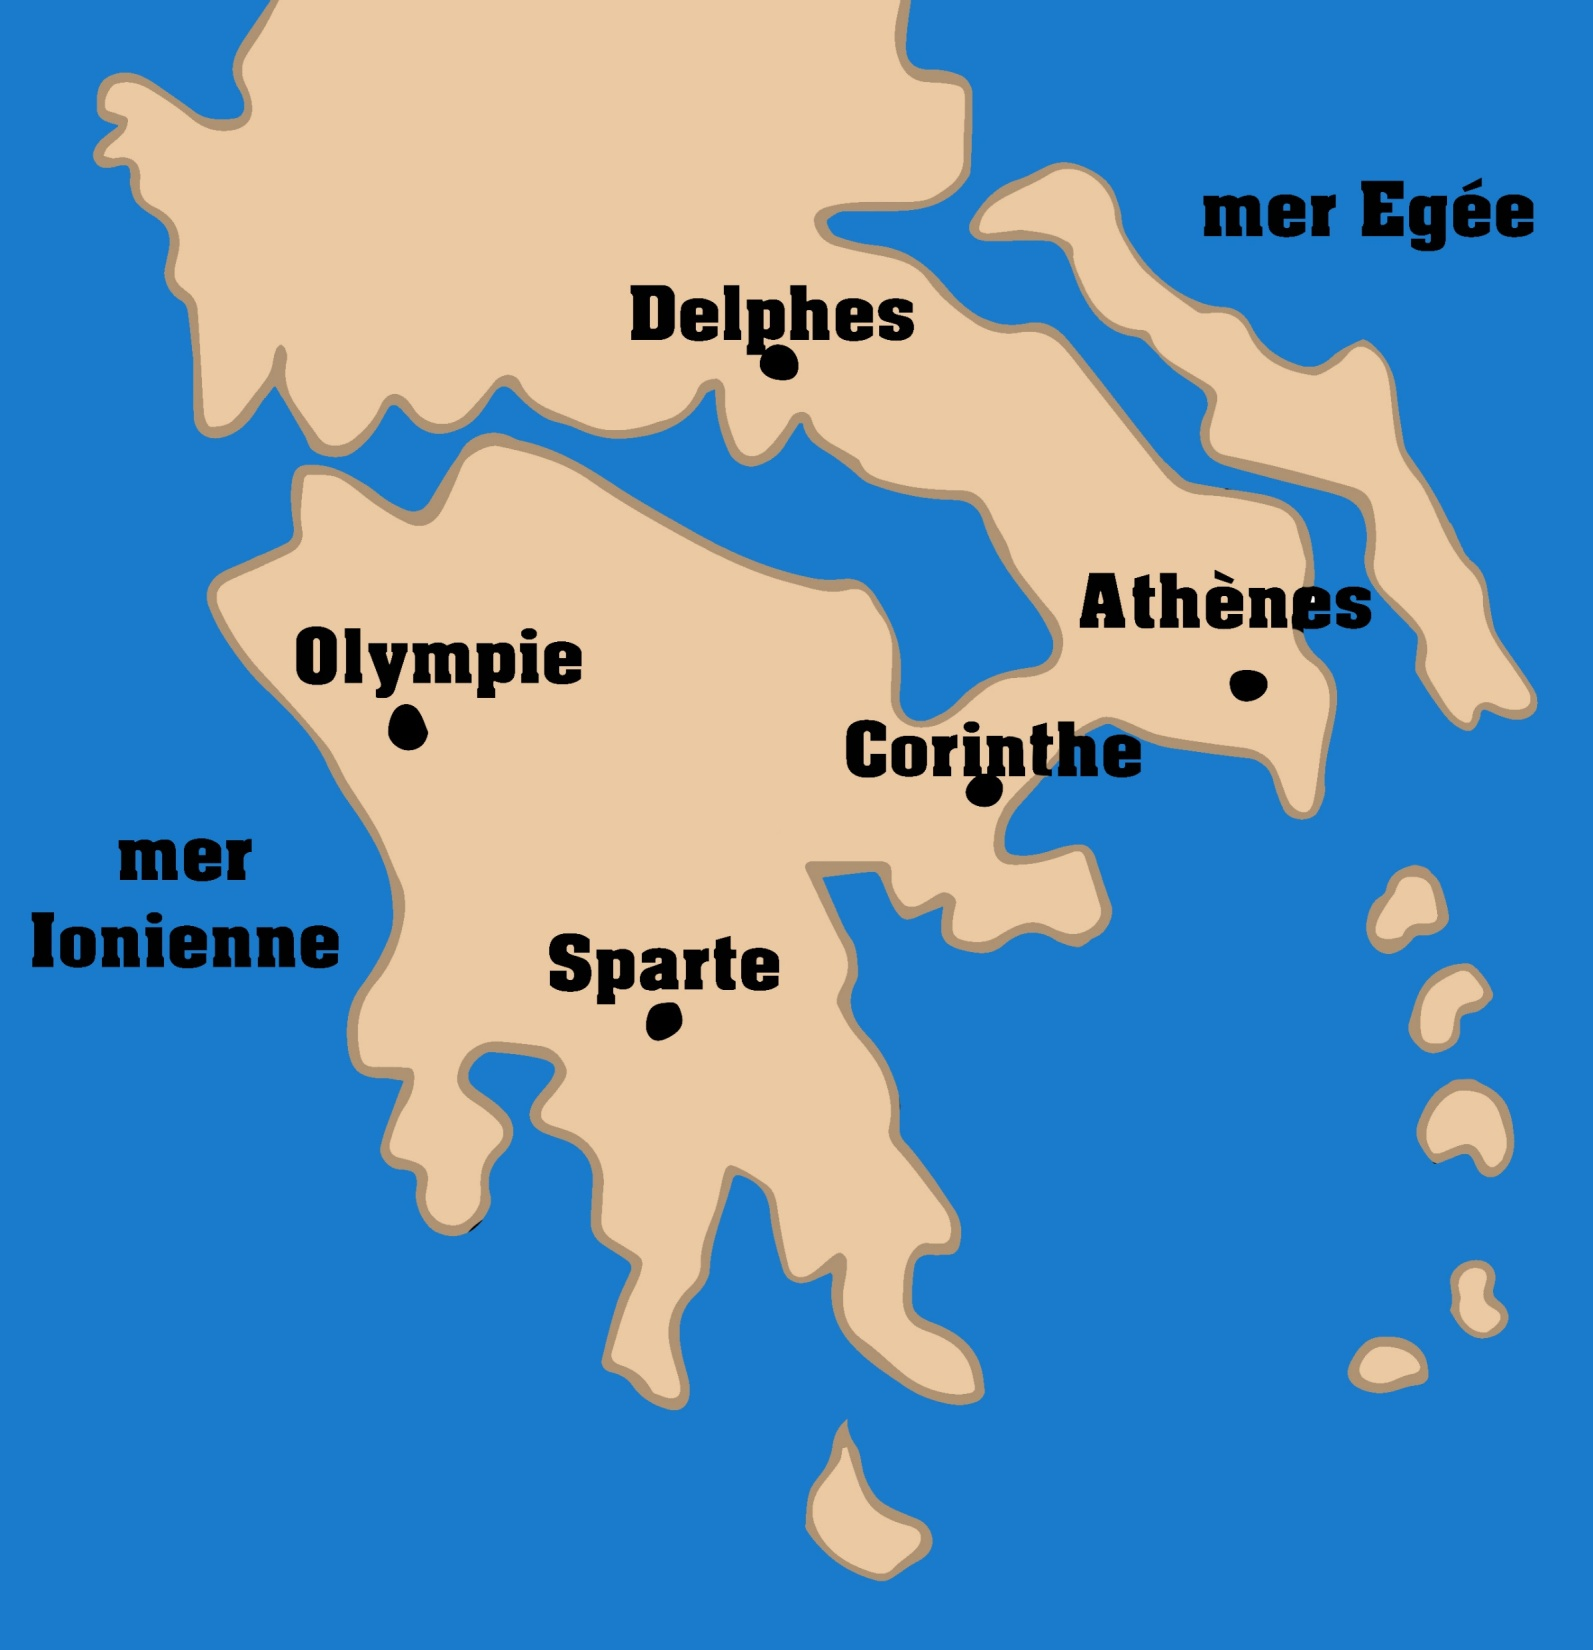 mer Egée
Delphes
Athènes
Olympie
Corinthe
mer
Ionienne
Sparte